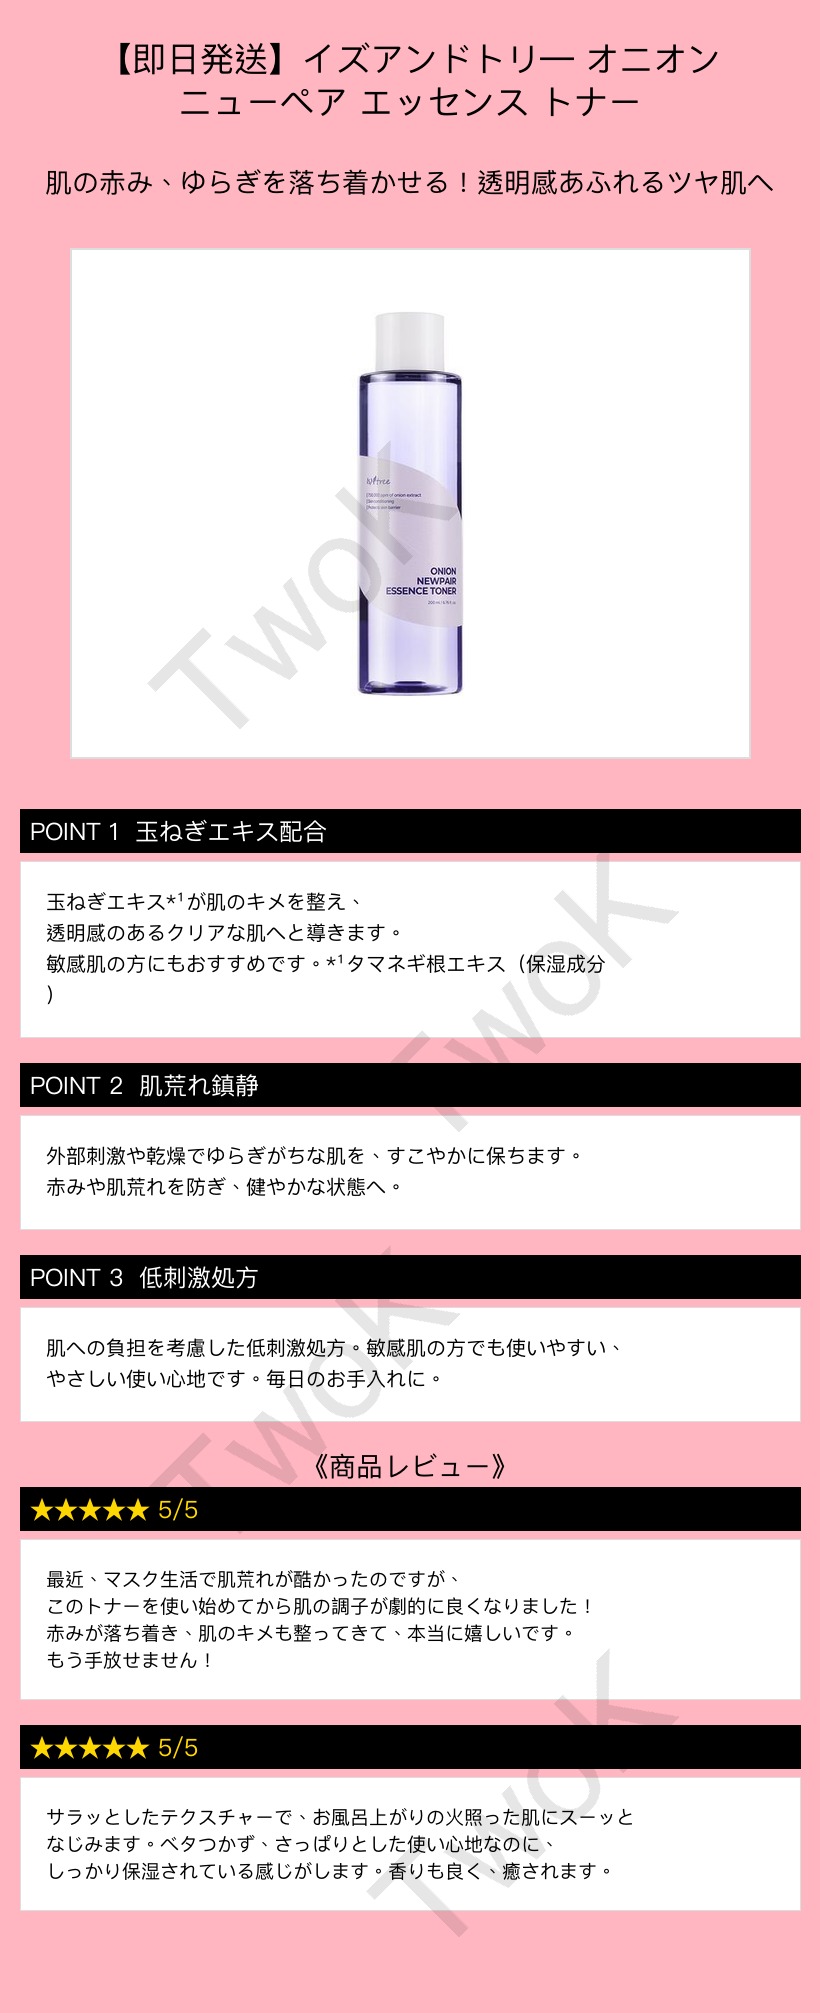 【即日発送】イズアンドトリー オニオン
ニューペア エッセンス トナー
肌の赤み、ゆらぎを落ち着かせる！透明感あふれるツヤ肌へ
IsNtree
ONION
NEWPAIR
ESSENCE TONER
TwoK
POINT 1 玉ねぎエキス配合
玉ねぎエキス*¹が肌のキメを整え、
透明感のあるクリアな肌へと導きます。
敏感肌の方にもおすすめです。*¹タマネギ根エキス（保湿成分
）
TwoK
POINT 2 肌荒れ鎮静
外部刺激や乾燥でゆらぎがちな肌を、すこやかに保ちます。
赤みや肌荒れを防ぎ、健やかな状態へ。
POINT 3 低刺激処方
肌への負担を考慮した低刺激処方。敏感肌の方でも使いやすい、
やさしい使い心地です。毎日のお手入れに。
TwoK
《商品レビュー》
★★★★★ 5/5
最近、マスク生活で肌荒れが酷かったのですが、
このトナーを使い始めてから肌の調子が劇的に良くなりました！
赤みが落ち着き、肌のキメも整ってきて、本当に嬉しいです。
もう手放せません！
★★★★★ 5/5
サラッとしたテクスチャーで、お風呂上がりの火照った肌にスーッと
なじみます。ベタつかず、さっぱりとした使い心地なのに、
しっかり保湿されている感じがします。香りも良く、癒されます。
TwoK